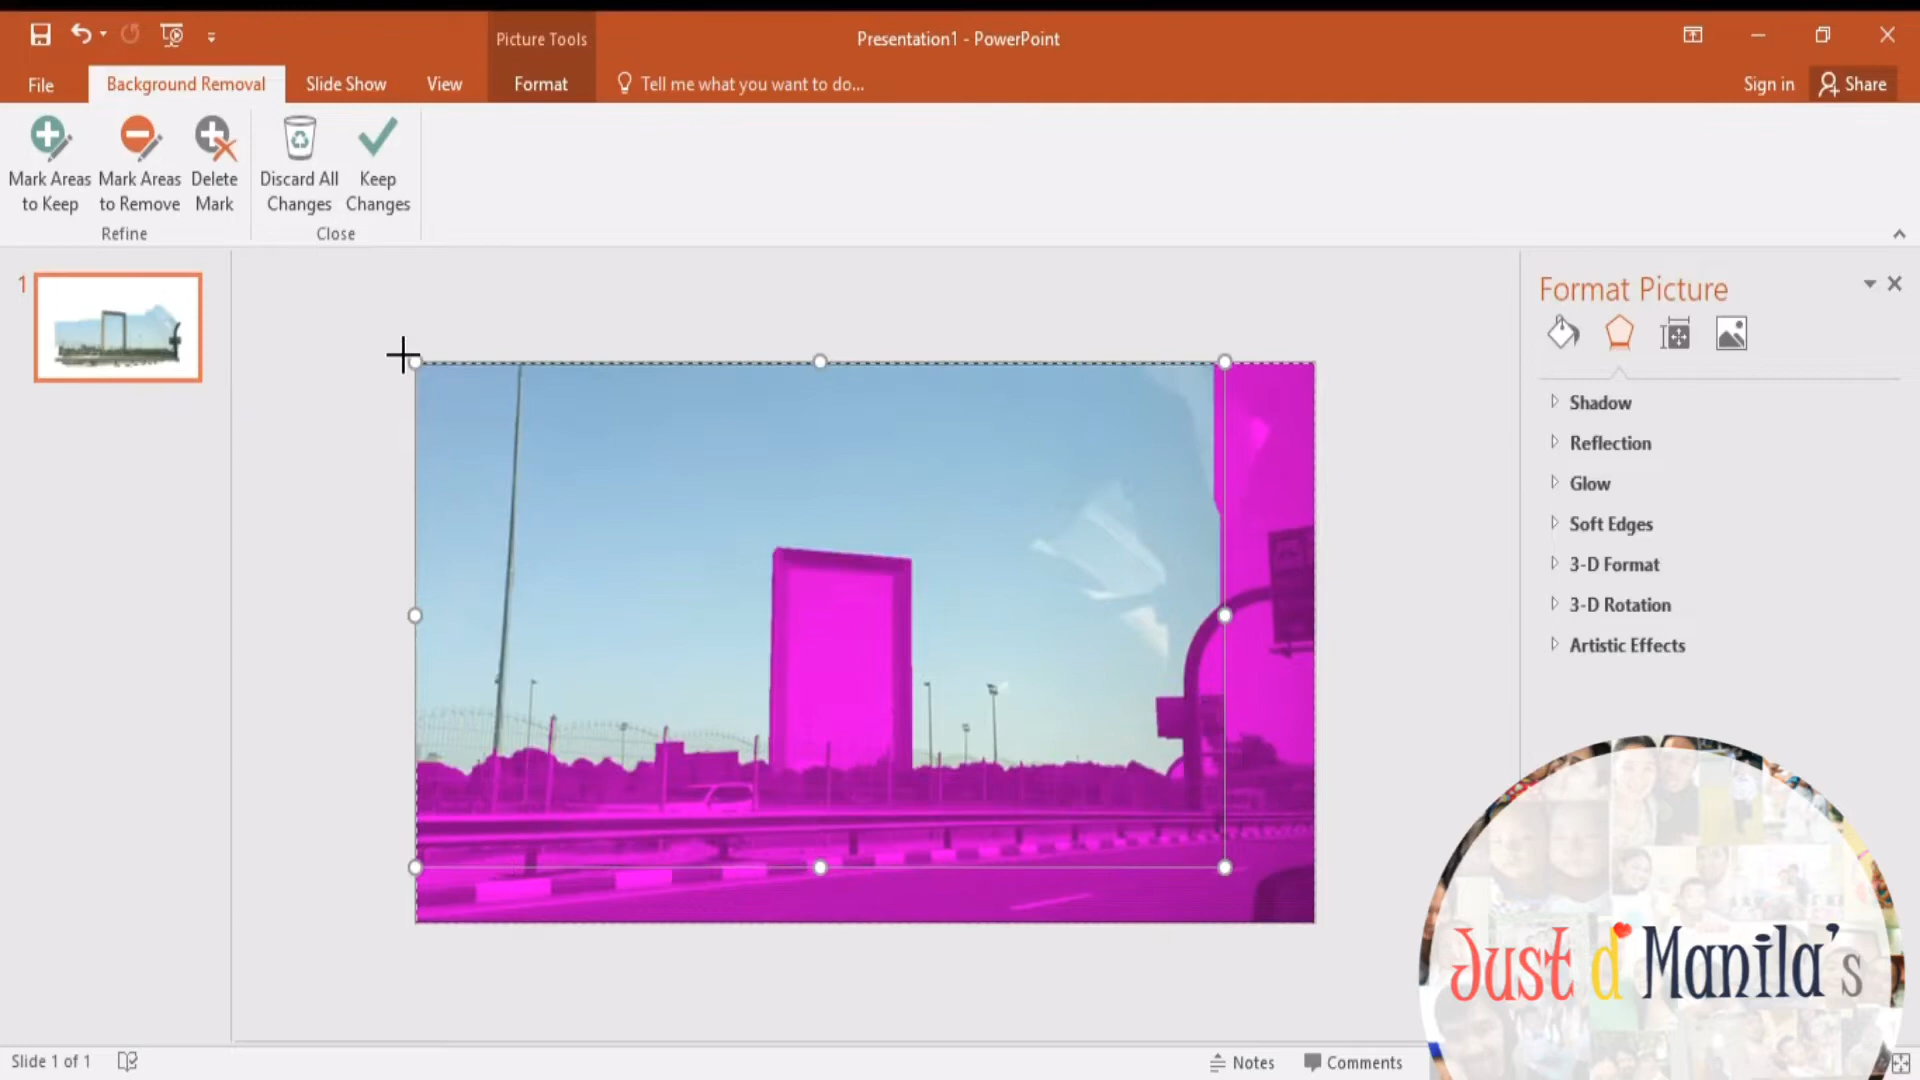 Picture Tools
Presentation1 - PowerPoint
File
Background Removal
Slide Show
View
Format
Tell me what you want to do...
Sign in
Share
Mark Areas to Keep
Mark Areas to Remove
Delete Mark
Discard All Changes
Keep Changes
Refine
Close
1
Format Picture
Shadow
Reflection
Glow
Soft Edges
3-D Format
3-D Rotation
Artistic Effects
Just d' Manila's
Slide 1 of 1
Notes
Comments